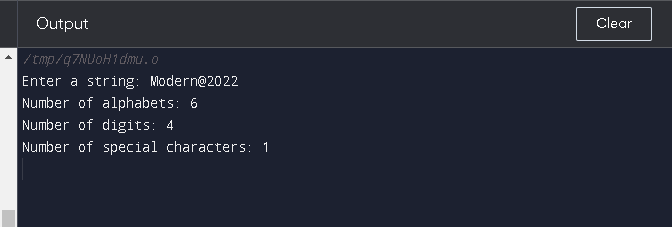 Output
Clear
/tmp/q7NUoH1dmu.o
Enter a string: Modern@2022
Number of alphabets: 6
Number of digits: 4
Number of special characters: 1